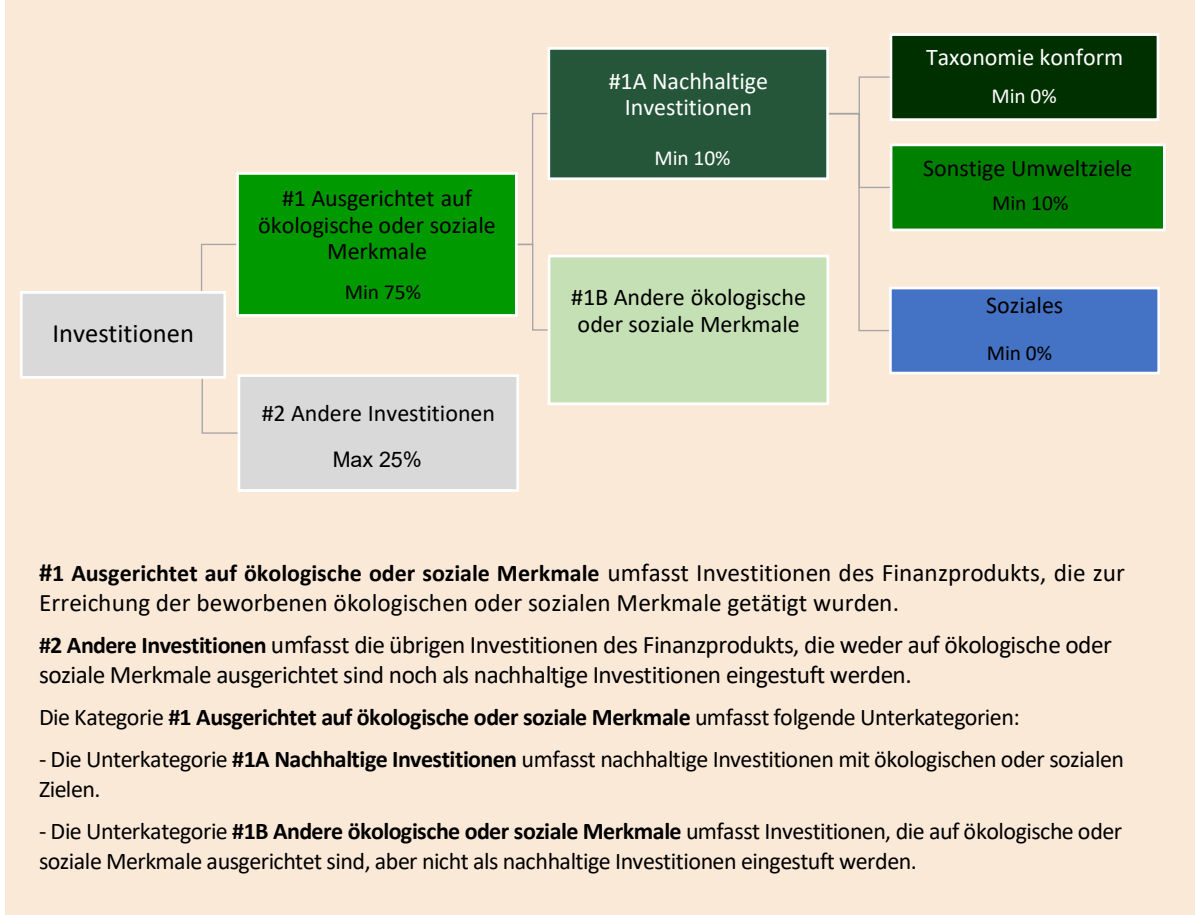 Investitionen
#1 Ausgerichtet auf
ökologische oder soziale
Merkmale
Min 75%
#2 Andere Investitionen
Max 25%
#1A Nachhaltige
Investitionen
Min 10%
#1B Andere ökologische
oder soziale Merkmale
Taxonomie konform
Min 0%
Sonstige Umweltziele
Min 10%
Soziales
Min 0%
#1 Ausgerichtet auf ökologische oder soziale Merkmale umfasst Investitionen des Finanzprodukts, die zur
Erreichung der beworbenen ökologischen oder sozialen Merkmale getätigt wurden.
#2 Andere Investitionen umfasst die übrigen Investitionen des Finanzprodukts, die weder auf ökologische oder
soziale Merkmale ausgerichtet sind noch als nachhaltige Investitionen eingestuft werden.
Die Kategorie #1 Ausgerichtet auf ökologische oder soziale Merkmale umfasst folgende Unterkategorien:
- Die Unterkategorie #1A Nachhaltige Investitionen umfasst nachhaltige Investitionen mit ökologischen oder sozialen
Zielen.
- Die Unterkategorie #1B Andere ökologische oder soziale Merkmale umfasst Investitionen, die auf ökologische oder
soziale Merkmale ausgerichtet sind, aber nicht als nachhaltige Investitionen eingestuft werden.